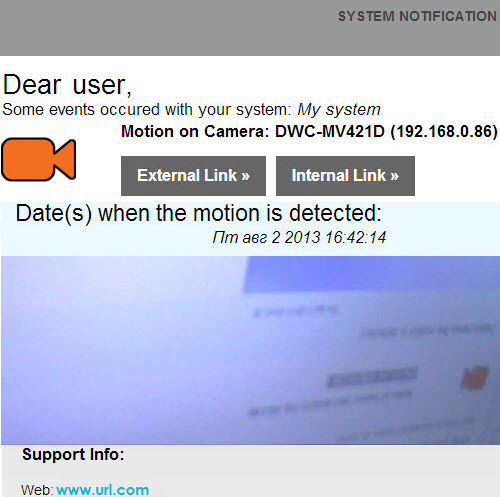 SYSTEM NOTIFICATION
Dear user,
Some events occured with your system: My system
Motion on Camera: DWC-MV421D (192.168.0.86)
External Link » Internal Link »
Date(s) when the motion is detected:
Пт авг 2 2013 16:42:14
Support Info:
Web: www.url.com